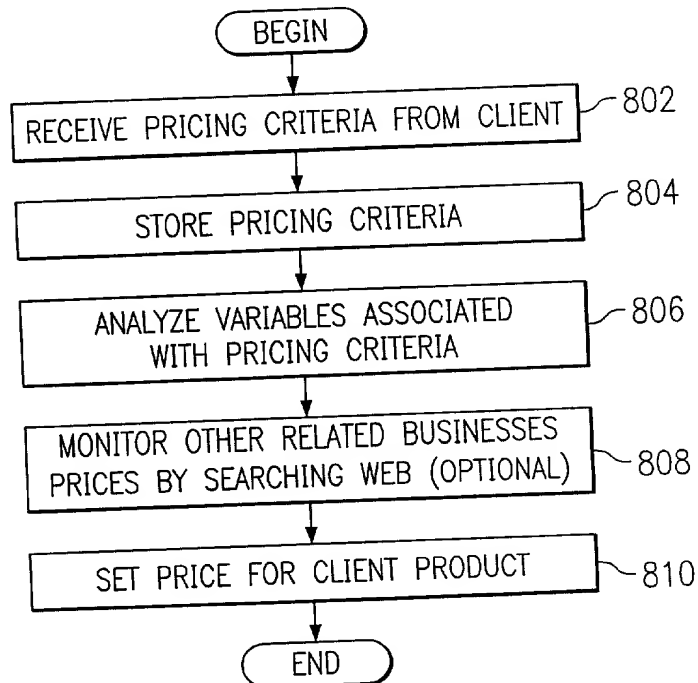 BEGIN
RECEIVE PRICING CRITERIA FROM CLIENT
802
STORE PRICING CRITERIA
804
ANALYZE VARIABLES ASSOCIATED
WITH PRICING CRITERIA
806
MONITOR OTHER RELATED BUSINESSES
PRICES BY SEARCHING WEB (OPTIONAL)
808
SET PRICE FOR CLIENT PRODUCT
810
END